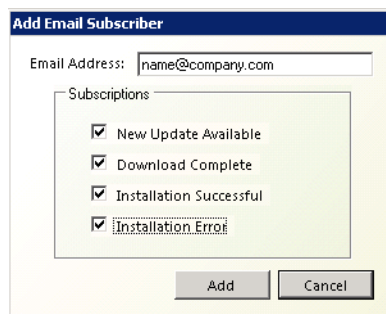 Add Email Subscriber
Email Address: name@company.com
Subscriptions
New Update Available
Download Complete
Installation Successful
Installation Error
Add Cancel